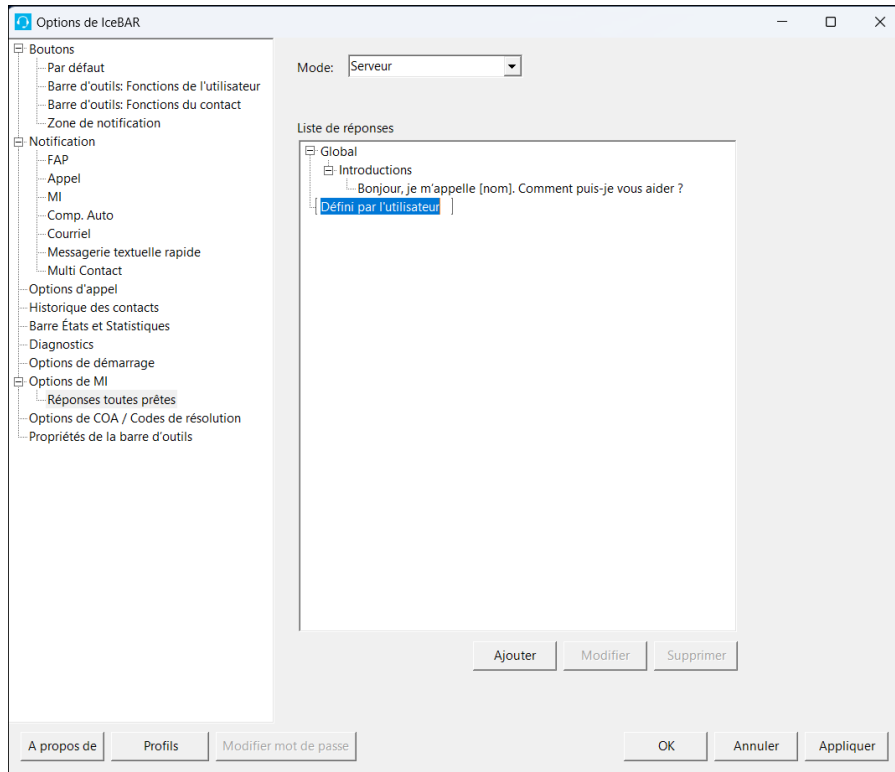 Options de IceBAR
Boutons
Par défaut
Barre d'outils: Fonctions de l'utilisateur
Barre d'outils: Fonctions du contact
Zone de notification
Notification
FAP
Appel
MI
Comp. Auto
Courriel
Messagerie textuelle rapide
Multi Contact
Options d'appel
Historique des contacts
Barre États et Statistiques
Diagnostics
Options de démarrage
Options de MI
Réponses toutes prêtes
Options de COA / Codes de résolution
Propriétés de la barre d'outils
Mode: Serveur
Liste de réponses
Global
Introductions
Bonjour, je m’appelle [nom]. Comment puis-je vous aider ?
[ Défini par l'utilisateur ]
Ajouter Modifier Supprimer
A propos de Profils Modifier mot de passe OK Annuler Appliquer